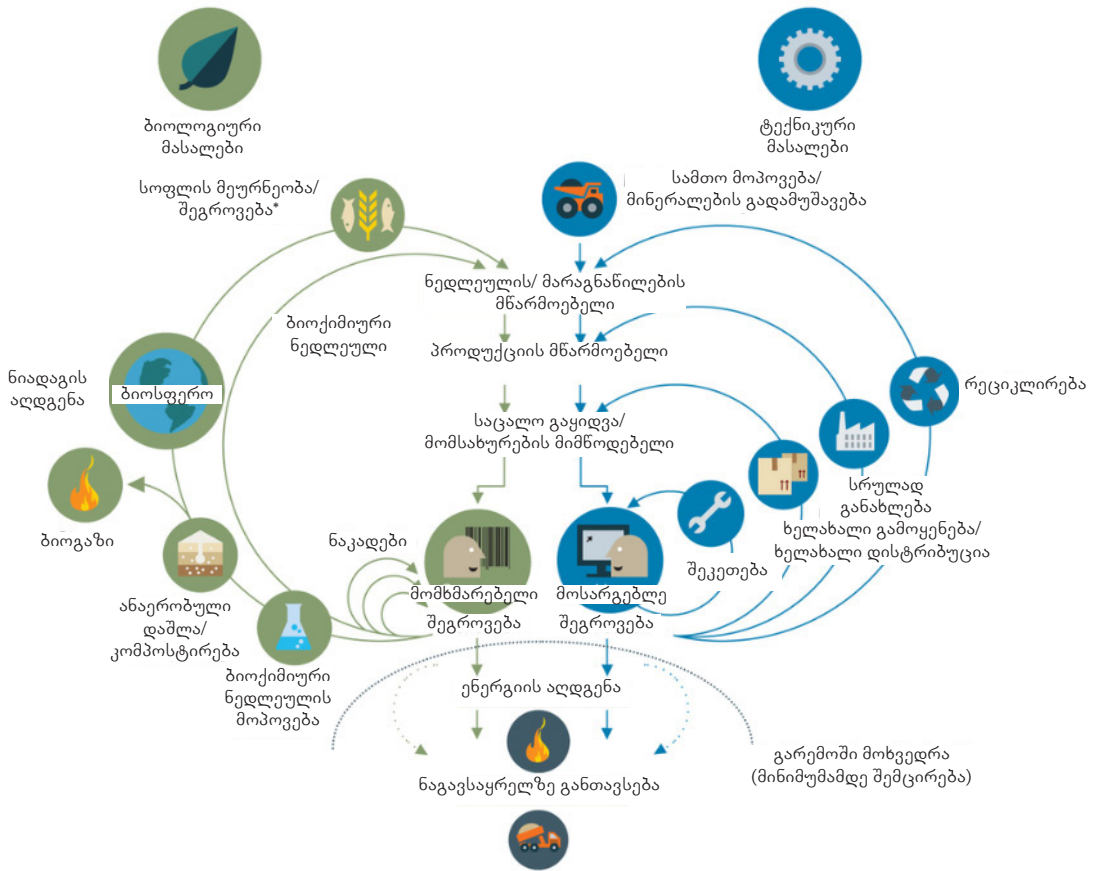 ბიოლოგიური
მასალები
ტექნიკური
მასალები
სოფლის მეურნეობა/
შეგროვება*
სამთო მოპოვება/
მინერალების გადამუშავება
ნედლეულის/ მარაგნაწილების
მწარმოებელი
ბიოქიმიური
ნედლეული
პროდუქციის მწარმოებელი
ნიადაგის
აღდგენა
ბიოსფერო
რეციკლირება
საცალო გაყიდვა/
მომსახურების მიმწოდებელი
სრულად
განახლება
ხელახალი გამოყენება/
ხელახალი დისტრიბუცია
ბიოგაზი
ნაკადები
შეკეთება
მომხმარებელი
მოსარგებლე
ანაერობული
დაშლა/
კომპოსტირება
შეგროვება
შეგროვება
ბიოქიმიური
ნედლეულის
მოპოვება
ენერგიის აღდგენა
გარემოში მოხვედრა
(მინიმუმამდე შემცირება)
ნაგავსაყრელზე განთავსება